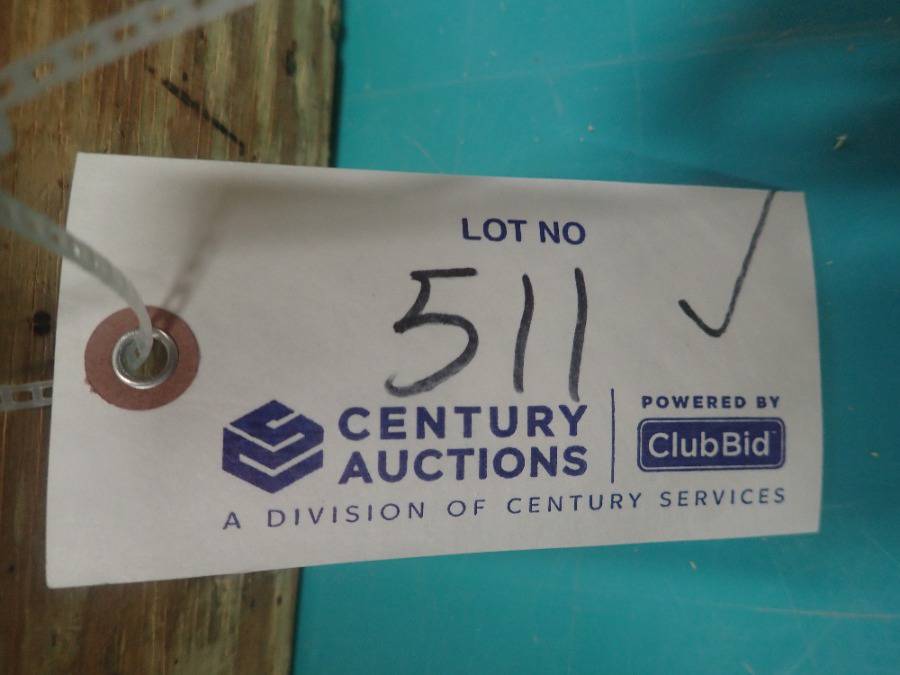 LOT NO
511 ✓
CENTURY
AUCTIONS
POWERED BY
ClubBid
A DIVISION OF CENTURY SERVICES